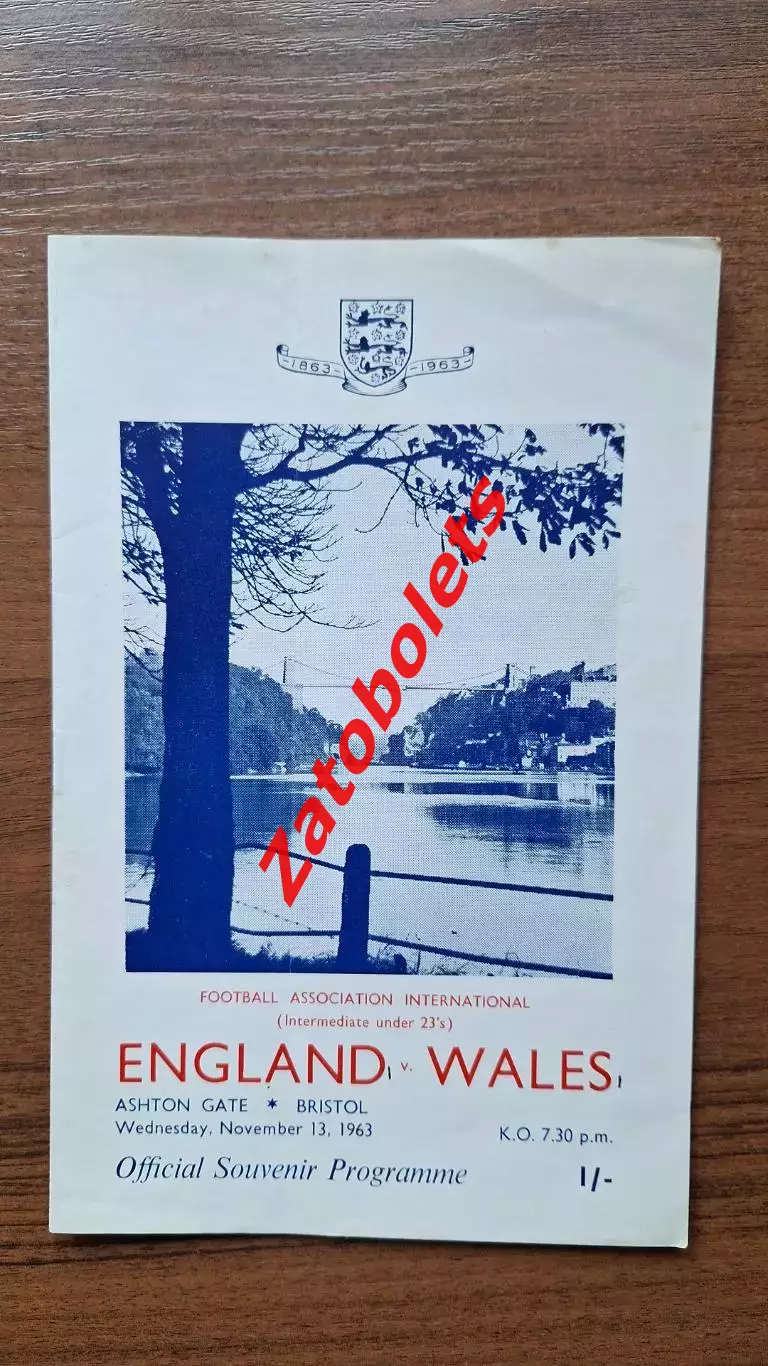 1863 - 1963
Zatobolets
FOOTBALL ASSOCIATION INTERNATIONAL
(Intermediate under 23's)
ENGLAND v. WALES
ASHTON GATE ★ BRISTOL
Wednesday, November 13, 1963 K.O. 7.30 p.m.
Official Souvenir Programme 1/-